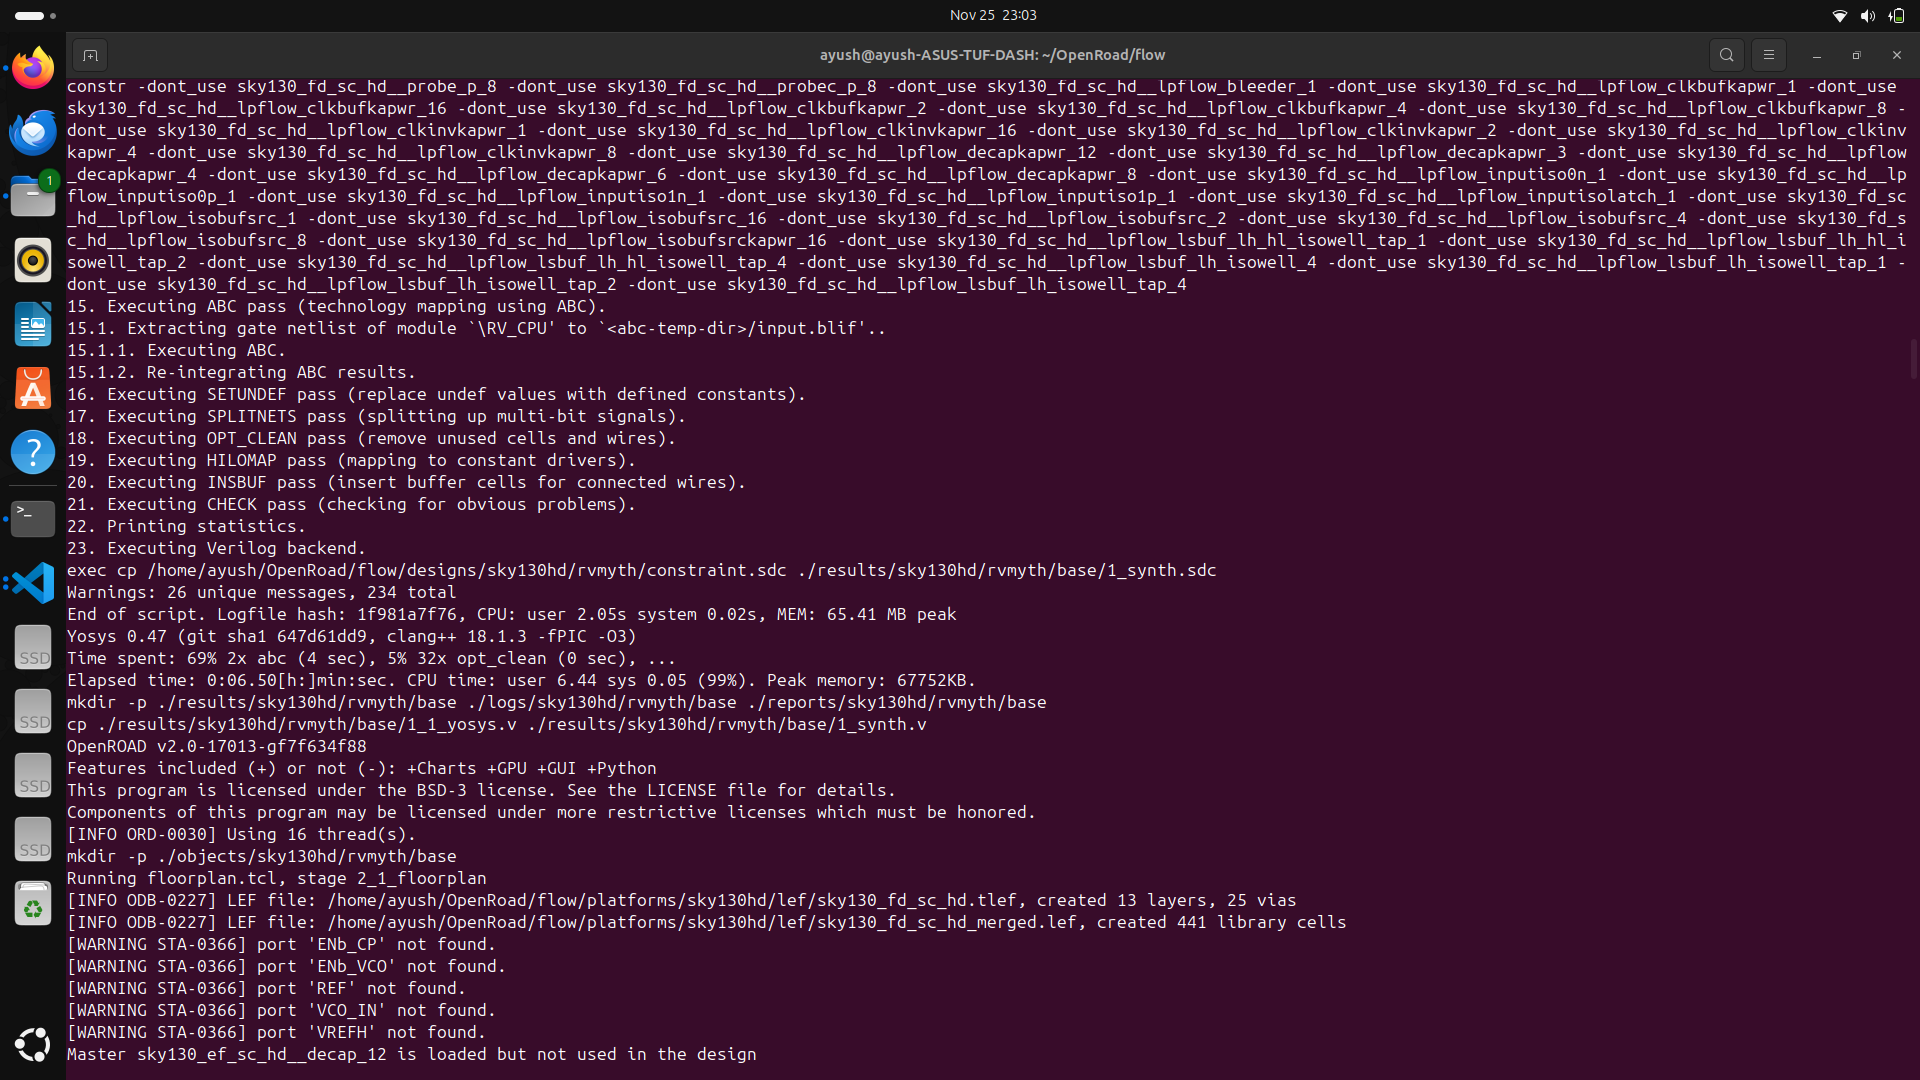 Nov 25 23:03
ayush@ayush-ASUS-TUF-DASH: ~/OpenRoad/flow
constr -dont_use sky130_fd_sc_hd__probe_p_8 -dont_use sky130_fd_sc_hd__probec_p_8 -dont_use sky130_fd_sc_hd__lpflow_bleeder_1 -dont_use sky130_fd_sc_hd__lpflow_clkbufkapwr_1 -dont_use
sky130_fd_sc_hd__lpflow_clkbufkapwr_16 -dont_use sky130_fd_sc_hd__lpflow_clkbufkapwr_2 -dont_use sky130_fd_sc_hd__lpflow_clkbufkapwr_4 -dont_use sky130_fd_sc_hd__lpflow_clkbufkapwr_8 -
dont_use sky130_fd_sc_hd__lpflow_clkinvkapwr_1 -dont_use sky130_fd_sc_hd__lpflow_clkinvkapwr_16 -dont_use sky130_fd_sc_hd__lpflow_clkinvkapwr_2 -dont_use sky130_fd_sc_hd__lpflow_clkinv
kapwr_4 -dont_use sky130_fd_sc_hd__lpflow_clkinvkapwr_8 -dont_use sky130_fd_sc_hd__lpflow_decapkapwr_12 -dont_use sky130_fd_sc_hd__lpflow_decapkapwr_3 -dont_use sky130_fd_sc_hd__lpflow
_decapkapwr_4 -dont_use sky130_fd_sc_hd__lpflow_decapkapwr_6 -dont_use sky130_fd_sc_hd__lpflow_decapkapwr_8 -dont_use sky130_fd_sc_hd__lpflow_inputiso0n_1 -dont_use sky130_fd_sc_hd__lp
flow_inputiso0p_1 -dont_use sky130_fd_sc_hd__lpflow_inputiso1n_1 -dont_use sky130_fd_sc_hd__lpflow_inputiso1p_1 -dont_use sky130_fd_sc_hd__lpflow_inputisolatch_1 -dont_use sky130_fd_sc
_hd__lpflow_isobufsrc_1 -dont_use sky130_fd_sc_hd__lpflow_isobufsrc_16 -dont_use sky130_fd_sc_hd__lpflow_isobufsrc_2 -dont_use sky130_fd_sc_hd__lpflow_isobufsrc_4 -dont_use sky130_fd_s
c_hd__lpflow_isobufsrc_8 -dont_use sky130_fd_sc_hd__lpflow_isobufsrckapwr_16 -dont_use sky130_fd_sc_hd__lpflow_lsbuf_lh_hl_isowell_tap_1 -dont_use sky130_fd_sc_hd__lpflow_lsbuf_lh_hl_i
sowell_tap_2 -dont_use sky130_fd_sc_hd__lpflow_lsbuf_lh_hl_isowell_tap_4 -dont_use sky130_fd_sc_hd__lpflow_lsbuf_lh_isowell_4 -dont_use sky130_fd_sc_hd__lpflow_lsbuf_lh_isowell_tap_1 -
dont_use sky130_fd_sc_hd__lpflow_lsbuf_lh_isowell_tap_2 -dont_use sky130_fd_sc_hd__lpflow_lsbuf_lh_isowell_tap_4
15. Executing ABC pass (technology mapping using ABC).
15.1. Extracting gate netlist of module `\RV_CPU' to `<abc-temp-dir>/input.blif'..
15.1.1. Executing ABC.
15.1.2. Re-integrating ABC results.
16. Executing SETUNDEF pass (replace undef values with defined constants).
17. Executing SPLITNETS pass (splitting up multi-bit signals).
18. Executing OPT_CLEAN pass (remove unused cells and wires).
19. Executing HILOMAP pass (mapping to constant drivers).
20. Executing INSBUF pass (insert buffer cells for connected wires).
21. Executing CHECK pass (checking for obvious problems).
22. Printing statistics.
23. Executing Verilog backend.
exec cp /home/ayush/OpenRoad/flow/designs/sky130hd/rvmyth/constraint.sdc ./results/sky130hd/rvmyth/base/1_synth.sdc
Warnings: 26 unique messages, 234 total
End of script. Logfile hash: 1f981a7f76, CPU: user 2.05s system 0.02s, MEM: 65.41 MB peak
Yosys 0.47 (git sha1 647d61dd9, clang++ 18.1.3 -fPIC -O3)
Time spent: 69% 2x abc (4 sec), 5% 32x opt_clean (0 sec), ...
Elapsed time: 0:06.50[h:]min:sec. CPU time: user 6.44 sys 0.05 (99%). Peak memory: 67752KB.
mkdir -p ./results/sky130hd/rvmyth/base ./logs/sky130hd/rvmyth/base ./reports/sky130hd/rvmyth/base
cp ./results/sky130hd/rvmyth/base/1_1_yosys.v ./results/sky130hd/rvmyth/base/1_synth.v
OpenROAD v2.0-17013-gf7f634f88
Features included (+) or not (-): +Charts +GPU +GUI +Python
This program is licensed under the BSD-3 license. See the LICENSE file for details.
Components of this program may be licensed under more restrictive licenses which must be honored.
[INFO ORD-0030] Using 16 thread(s).
mkdir -p ./objects/sky130hd/rvmyth/base
Running floorplan.tcl, stage 2_1_floorplan
[INFO ODB-0227] LEF file: /home/ayush/OpenRoad/flow/platforms/sky130hd/lef/sky130_fd_sc_hd.tlef, created 13 layers, 25 vias
[INFO ODB-0227] LEF file: /home/ayush/OpenRoad/flow/platforms/sky130hd/lef/sky130_fd_sc_hd_merged.lef, created 441 library cells
[WARNING STA-0366] port 'ENb_CP' not found.
[WARNING STA-0366] port 'ENb_VCO' not found.
[WARNING STA-0366] port 'REF' not found.
[WARNING STA-0366] port 'VCO_IN' not found.
[WARNING STA-0366] port 'VREFH' not found.
Master sky130_ef_sc_hd__decap_12 is loaded but not used in the design
1
?
>_
SSD
SSD
SSD
SSD